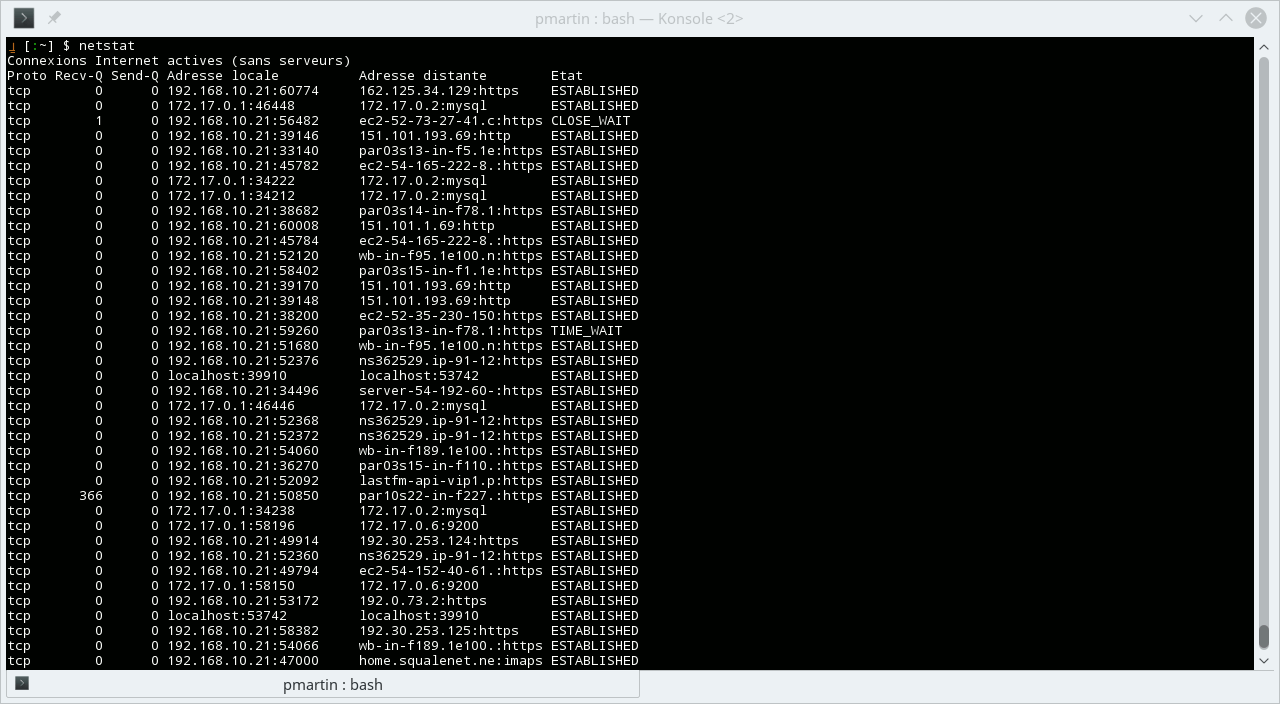 pmartin : bash — Konsole <2>
[:~] $ netstat
Connexions Internet actives (sans serveurs)
Proto Recv-Q Send-Q Adresse locale          Adresse distante        Etat
tcp        0      0 192.168.10.21:60774     162.125.34.129:https    ESTABLISHED
tcp        0      0 172.17.0.1:46448        172.17.0.2:mysql        ESTABLISHED
tcp        1      0 192.168.10.21:56482     ec2-52-73-27-41.c:https CLOSE_WAIT
tcp        0      0 192.168.10.21:39146     151.101.193.69:http     ESTABLISHED
tcp        0      0 192.168.10.21:33140     par03s13-in-f5.1e:https ESTABLISHED
tcp        0      0 192.168.10.21:45782     ec2-54-165-222-8.:https ESTABLISHED
tcp        0      0 172.17.0.1:34222        172.17.0.2:mysql        ESTABLISHED
tcp        0      0 172.17.0.1:34212        172.17.0.2:mysql        ESTABLISHED
tcp        0      0 192.168.10.21:38682     par03s14-in-f78.1:https ESTABLISHED
tcp        0      0 192.168.10.21:60008     151.101.1.69:http       ESTABLISHED
tcp        0      0 192.168.10.21:45784     ec2-54-165-222-8.:https ESTABLISHED
tcp        0      0 192.168.10.21:52120     wb-in-f95.1e100.n:https ESTABLISHED
tcp        0      0 192.168.10.21:58402     par03s15-in-f1.1e:https ESTABLISHED
tcp        0      0 192.168.10.21:39170     151.101.193.69:http     ESTABLISHED
tcp        0      0 192.168.10.21:39148     151.101.193.69:http     ESTABLISHED
tcp        0      0 192.168.10.21:38200     ec2-52-35-230-150:https ESTABLISHED
tcp        0      0 192.168.10.21:59260     par03s13-in-f78.1:https TIME_WAIT
tcp        0      0 192.168.10.21:51680     wb-in-f95.1e100.n:https ESTABLISHED
tcp        0      0 192.168.10.21:52376     ns362529.ip-91-12:https ESTABLISHED
tcp        0      0 localhost:39910         localhost:53742         ESTABLISHED
tcp        0      0 192.168.10.21:34496     server-54-192-60-:https ESTABLISHED
tcp        0      0 172.17.0.1:46446        172.17.0.2:mysql        ESTABLISHED
tcp        0      0 192.168.10.21:52368     ns362529.ip-91-12:https ESTABLISHED
tcp        0      0 192.168.10.21:52372     ns362529.ip-91-12:https ESTABLISHED
tcp        0      0 192.168.10.21:54060     wb-in-f189.1e100.:https ESTABLISHED
tcp        0      0 192.168.10.21:36270     par03s15-in-f110.:https ESTABLISHED
tcp        0      0 192.168.10.21:52092     lastfm-api-vip1.p:https ESTABLISHED
tcp      366      0 192.168.10.21:50850     par10s22-in-f227.:https ESTABLISHED
tcp        0      0 172.17.0.1:34238        172.17.0.2:mysql        ESTABLISHED
tcp        0      0 172.17.0.1:58196        172.17.0.6:9200         ESTABLISHED
tcp        0      0 192.168.10.21:49914     192.30.253.124:https    ESTABLISHED
tcp        0      0 192.168.10.21:52360     ns362529.ip-91-12:https ESTABLISHED
tcp        0      0 192.168.10.21:49794     ec2-54-152-40-61.:https ESTABLISHED
tcp        0      0 172.17.0.1:58150        172.17.0.6:9200         ESTABLISHED
tcp        0      0 192.168.10.21:53172     192.0.73.2:https        ESTABLISHED
tcp        0      0 localhost:53742         localhost:39910         ESTABLISHED
tcp        0      0 192.168.10.21:58382     192.30.253.125:https    ESTABLISHED
tcp        0      0 192.168.10.21:54066     wb-in-f189.1e100.:https ESTABLISHED
tcp        0      0 192.168.10.21:47000     home.squalenet.ne:imaps ESTABLISHED
pmartin : bash